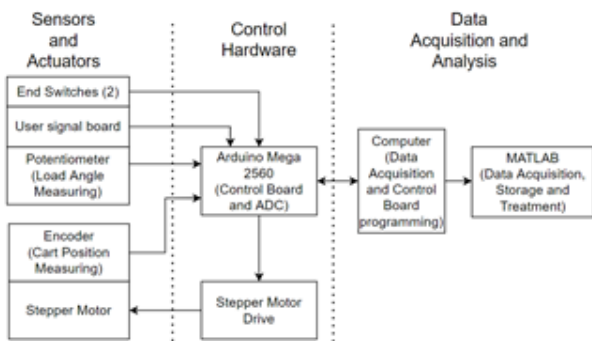 Sensors
and
Actuators
Control
Hardware
Data
Acquisition and
Analysis
End Switches (2)
User signal board
Potentiometer
(Load Angle
Measuring)
Encoder
(Cart Position
Measuring)
Stepper Motor
Arduino Mega
2560
(Control Board
and ADC)
Stepper Motor
Drive
Computer
(Data
Acquisition
and Control
Board
programming)
MATLAB
(Data Acquisition,
Storage and
Treatment)